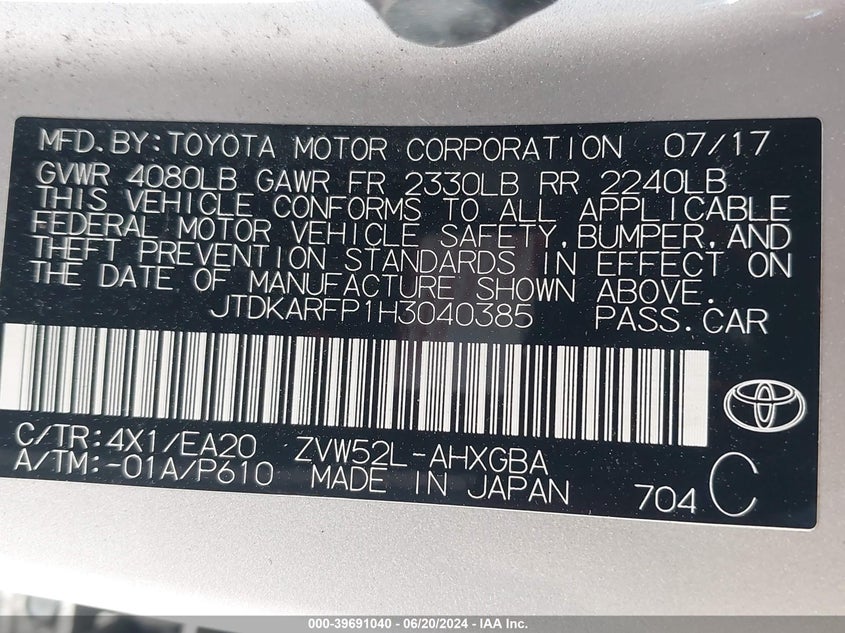 MFD.BY:TOYOTA MOTOR CORPORATION 07/17
GVWR 4080LB GAWR FR 2330LB RR 2240LB
THIS VEHICLE CONFORMS TO ALL APPLICABLE
FEDERAL MOTOR VEHICLE SAFETY,BUMPER,AND
THEFT PREVENTION STANDARDS IN EFFECT ON
THE DATE OF MANUFACTURE SHOWN ABOVE.
JTDKARFP1H3040385 PASS.CAR
C/TR:4X1/EA20 ZVW52L-AHXGBA
A/TM:-01A/P610 MADE IN JAPAN
704 C
000-39691040 - 06/20/2024 - IAA Inc.